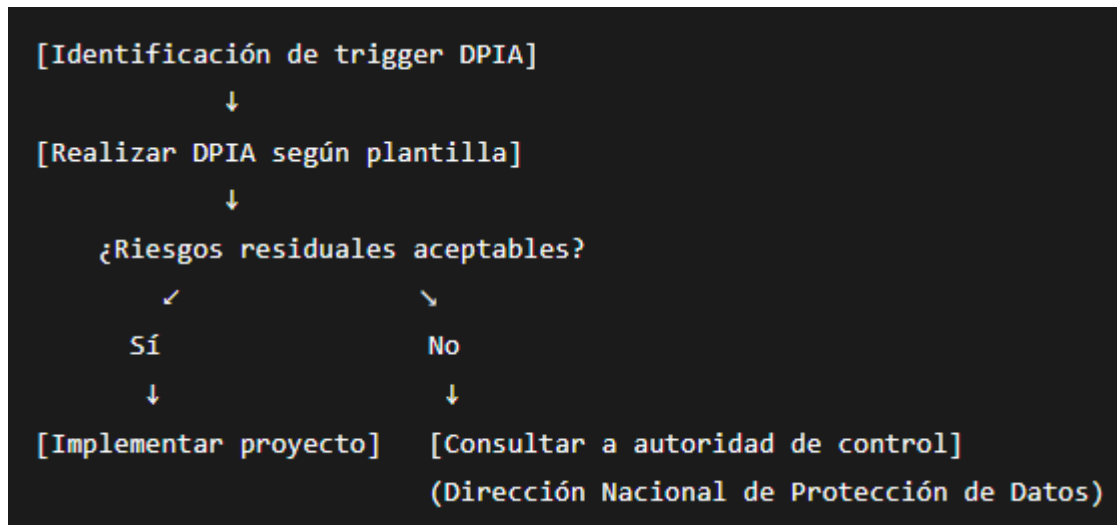 [Identificación de trigger DPIA]
↓
[Realizar DPIA según plantilla]
↓
¿Riesgos residuales aceptables?
↙ ↘
Sí No
↓ ↓
[Implementar proyecto] [Consultar a autoridad de control]
(Dirección Nacional de Protección de Datos)